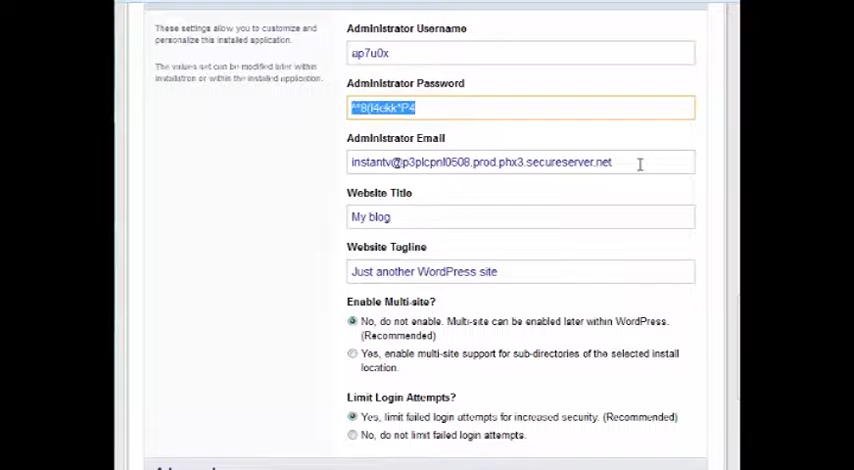 These settings allow you to customize and
personalize this installed application.
The values set can be modified later within
Installatron or within the installed application.
Administrator Username
ap7u0x
Administrator Password
Administrator Email
instantv@p3plcpnl0508.prod.phx3.secureserver.net
Website Title
My blog
Website Tagline
Just another WordPress site
Enable Multi-site?
No, do not enable. Multi-site can be enabled later within WordPress.
(Recommended)
Yes, enable multi-site support for sub-directories of the selected install
location.
Limit Login Attempts?
Yes, limit failed login attempts for increased security. (Recommended)
No, do not limit failed login attempts.